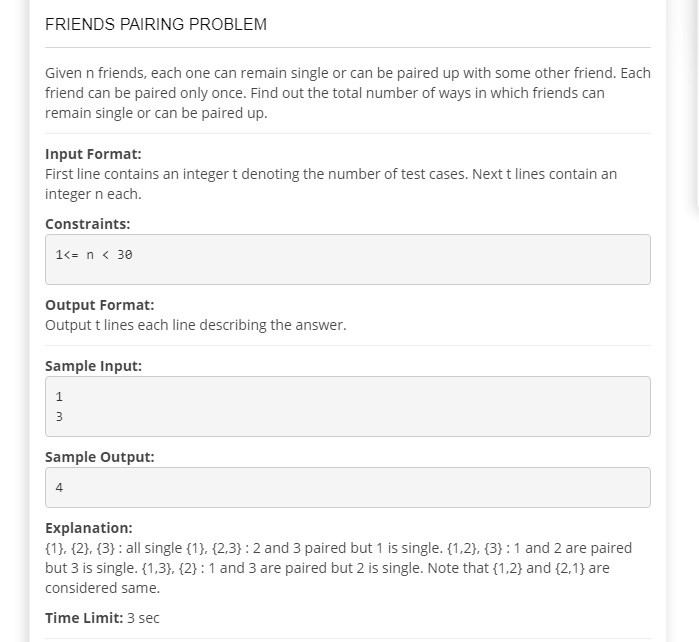 FRIENDS PAIRING PROBLEM
Given n friends, each one can remain single or can be paired up with some other friend. Each
friend can be paired only once. Find out the total number of ways in which friends can
remain single or can be paired up.
Input Format:
First line contains an integer t denoting the number of test cases. Next t lines contain an
integer n each.
Constraints:
1<= n < 30
Output Format:
Output t lines each line describing the answer.
Sample Input:
1
3
Sample Output:
4
Explanation:
{1}, {2}, {3} : all single {1}, {2,3} : 2 and 3 paired but 1 is single. {1,2}, {3} : 1 and 2 are paired
but 3 is single. {1,3}, {2} : 1 and 3 are paired but 2 is single. Note that {1,2} and {2,1} are
considered same.
Time Limit: 3 sec